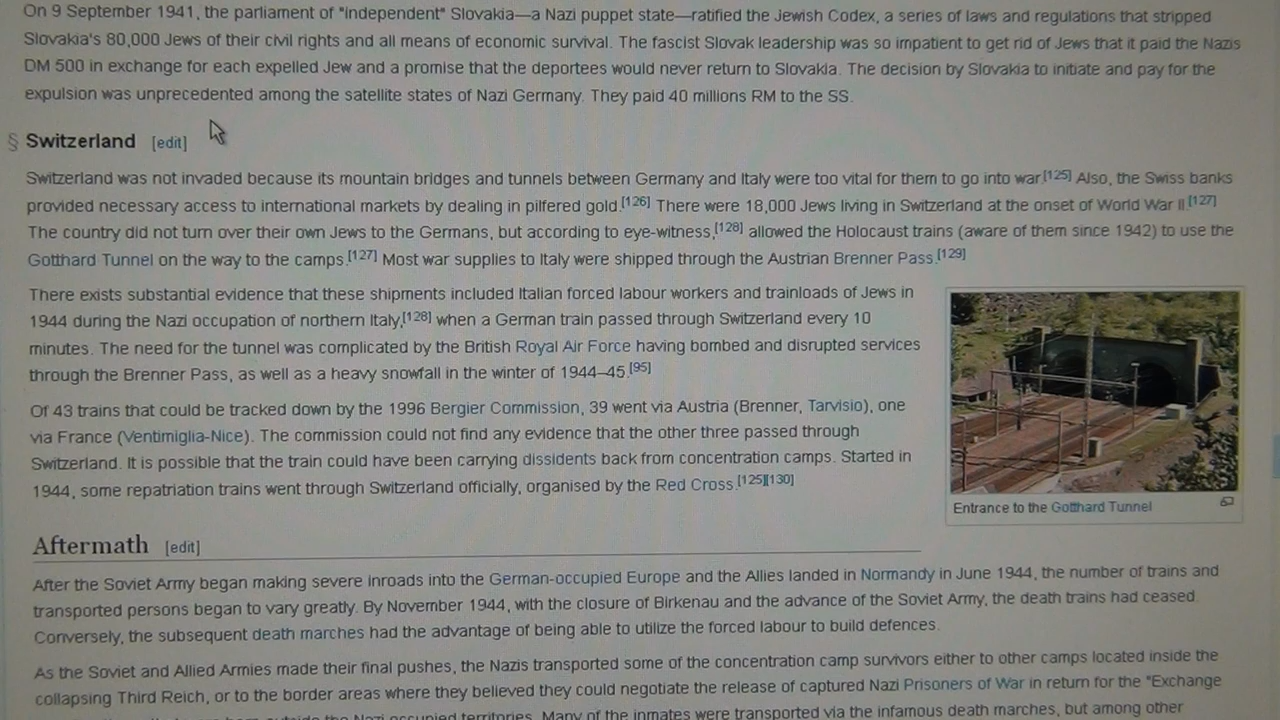 On 9 September 1941, the parliament of "independent" Slovakia—a Nazi puppet state—ratified the Jewish Codex, a series of laws and regulations that stripped
Slovakia's 80,000 Jews of their civil rights and all means of economic survival. The fascist Slovak leadership was so impatient to get rid of Jews that it paid the Nazis
DM 500 in exchange for each expelled Jew and a promise that the deportees would never return to Slovakia. The decision by Slovakia to initiate and pay for the
expulsion was unprecedented among the satellite states of Nazi Germany. They paid 40 millions RM to the SS.
§ Switzerland [edit]
Switzerland was not invaded because its mountain bridges and tunnels between Germany and Italy were too vital for them to go into war.[125] Also, the Swiss banks
provided necessary access to international markets by dealing in pilfered gold.[126] There were 18,000 Jews living in Switzerland at the onset of World War II.[127]
The country did not turn over their own Jews to the Germans, but according to eye-witness,[128] allowed the Holocaust trains (aware of them since 1942) to use the
Gotthard Tunnel on the way to the camps.[127] Most war supplies to Italy were shipped through the Austrian Brenner Pass.[129]
There exists substantial evidence that these shipments included Italian forced labour workers and trainloads of Jews in
1944 during the Nazi occupation of northern Italy,[128] when a German train passed through Switzerland every 10
minutes. The need for the tunnel was complicated by the British Royal Air Force having bombed and disrupted services
through the Brenner Pass, as well as a heavy snowfall in the winter of 1944–45.[95]
Of 43 trains that could be tracked down by the 1996 Bergier Commission, 39 went via Austria (Brenner, Tarvisio), one
via France (Ventimiglia-Nice). The commission could not find any evidence that the other three passed through
Switzerland. It is possible that the train could have been carrying dissidents back from concentration camps. Started in
1944, some repatriation trains went through Switzerland officially, organised by the Red Cross.[125][130]
Entrance to the Gotthard Tunnel
Aftermath [edit]
After the Soviet Army began making severe inroads into the German-occupied Europe and the Allies landed in Normandy in June 1944, the number of trains and
transported persons began to vary greatly. By November 1944, with the closure of Birkenau and the advance of the Soviet Army, the death trains had ceased.
Conversely, the subsequent death marches had the advantage of being able to utilize the forced labour to build defences.
As the Soviet and Allied Armies made their final pushes, the Nazis transported some of the concentration camp survivors either to other camps located inside the
collapsing Third Reich, or to the border areas where they believed they could negotiate the release of captured Nazi Prisoners of War in return for the "Exchange
outside the Nazi occupied territories. Many of the inmates were transported via the infamous death marches, but among other